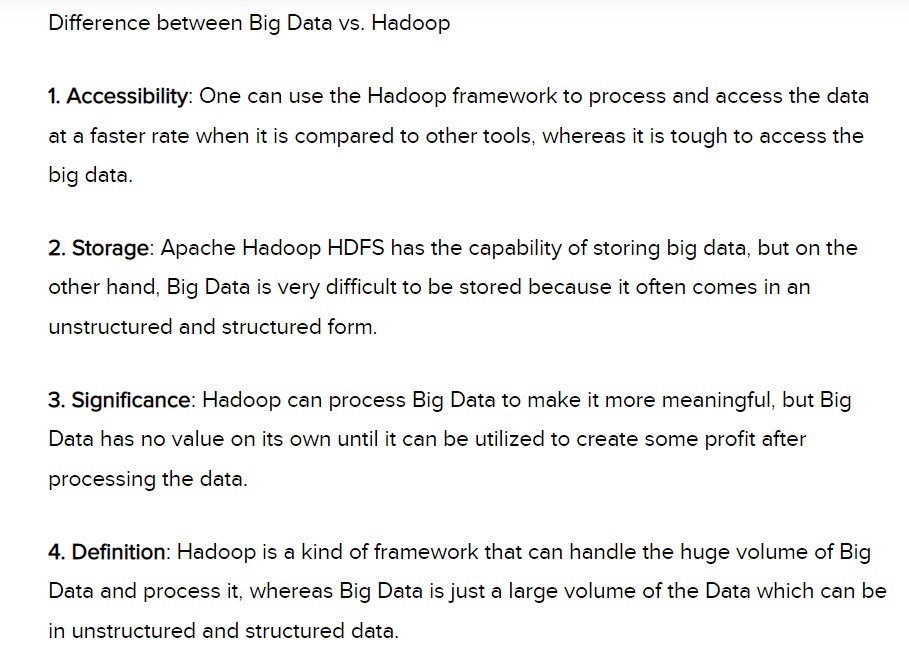 Difference between Big Data vs. Hadoop
1. Accessibility: One can use the Hadoop framework to process and access the data
at a faster rate when it is compared to other tools, whereas it is tough to access the
big data.
2. Storage: Apache Hadoop HDFS has the capability of storing big data, but on the
other hand, Big Data is very difficult to be stored because it often comes in an
unstructured and structured form.
3. Significance: Hadoop can process Big Data to make it more meaningful, but Big
Data has no value on its own until it can be utilized to create some profit after
processing the data.
4. Definition: Hadoop is a kind of framework that can handle the huge volume of Big
Data and process it, whereas Big Data is just a large volume of the Data which can be
in unstructured and structured data.